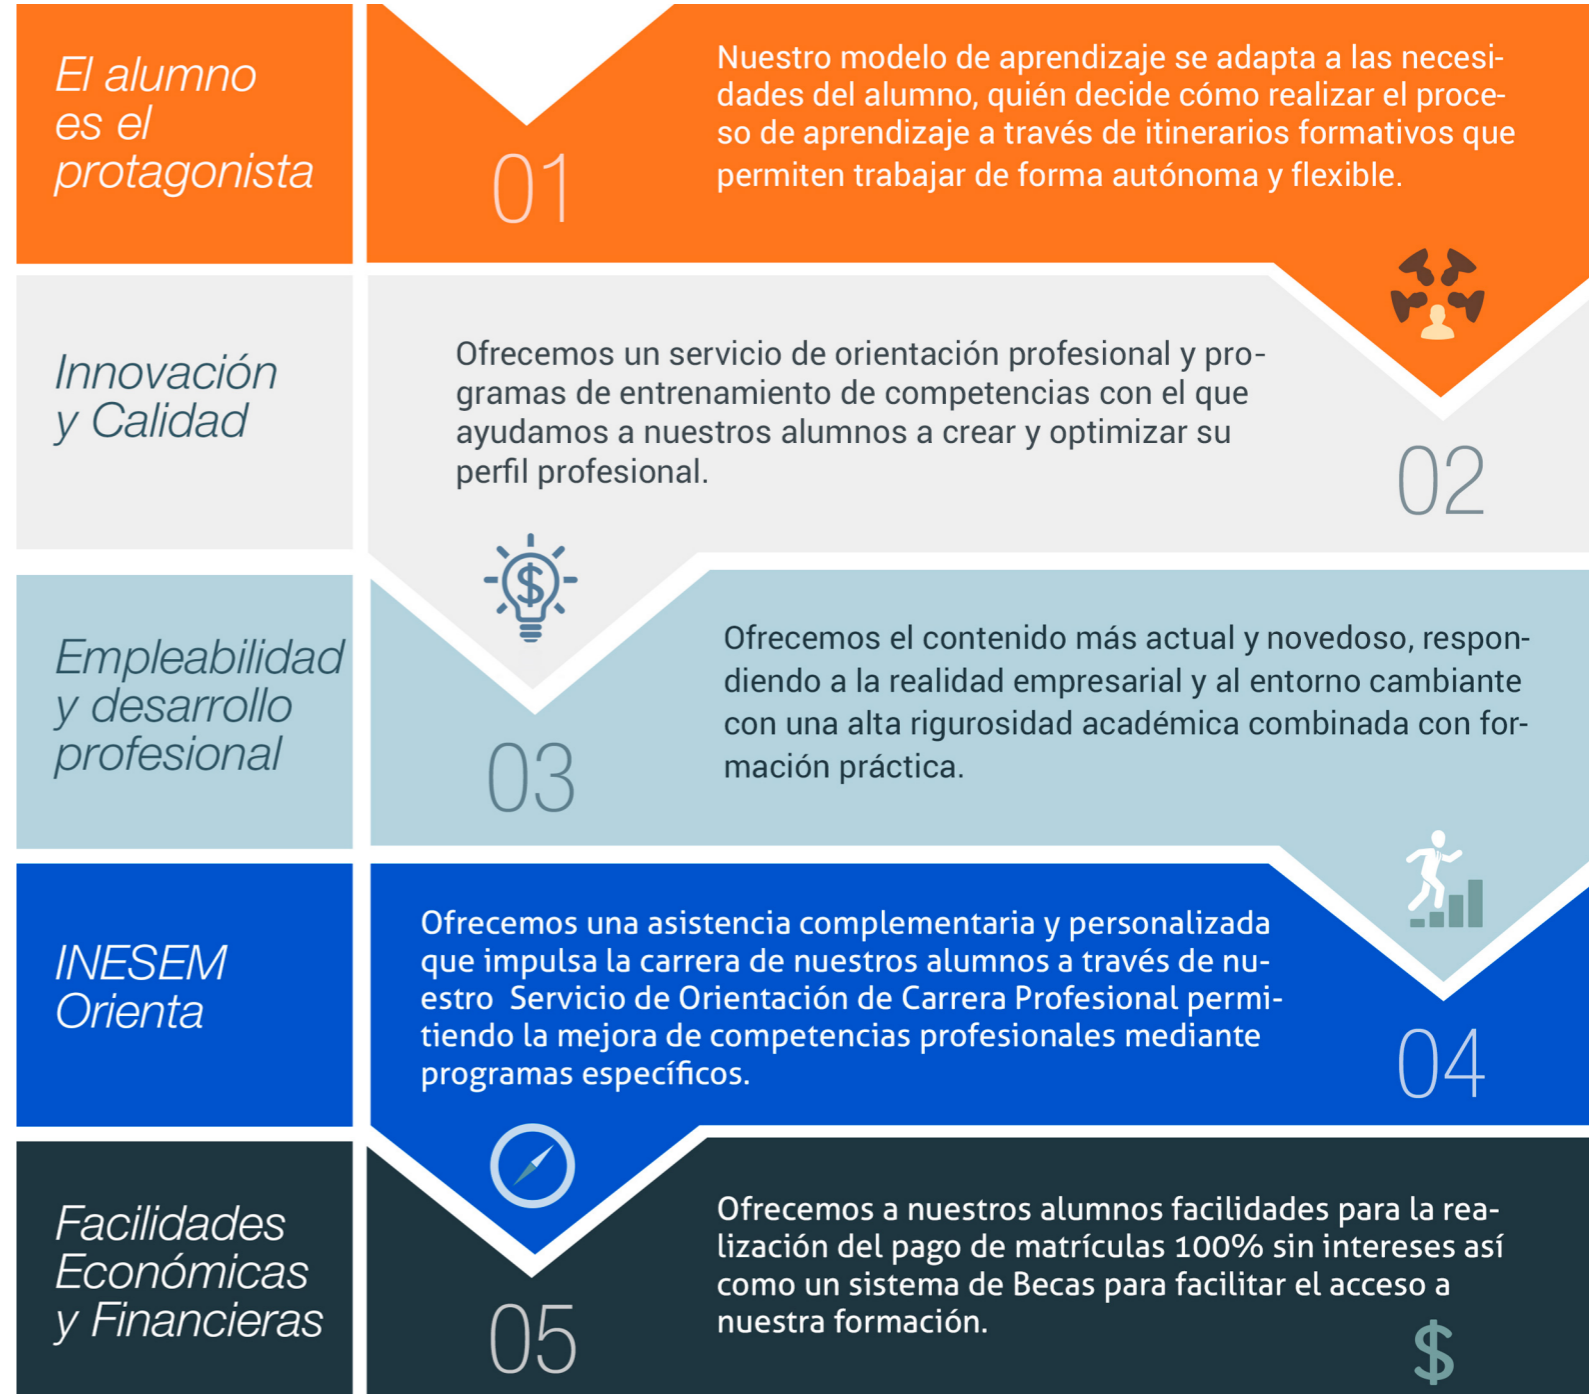 El alumno
es el
protagonista
01
Nuestro modelo de aprendizaje se adapta a las necesi-
dades del alumno, quién decide cómo realizar el proce-
so de aprendizaje a través de itinerarios formativos que
permiten trabajar de forma autónoma y flexible.
Innovación
y Calidad
Ofrecemos un servicio de orientación profesional y pro-
gramas de entrenamiento de competencias con el que
ayudamos a nuestros alumnos a crear y optimizar su
perfil profesional.
02
$
Empleabilidad
y desarrollo
profesional
03
Ofrecemos el contenido más actual y novedoso, respon-
diendo a la realidad empresarial y al entorno cambiante
con una alta rigurosidad académica combinada con for-
mación práctica.
INESEM
Orienta
Ofrecemos una asistencia complementaria y personalizada
que impulsa la carrera de nuestros alumnos a través de nu-
estro  Servicio de Orientación de Carrera Profesional permi-
tiendo la mejora de competencias profesionales mediante
programas específicos.
04
Facilidades
Económicas
y Financieras
05
Ofrecemos a nuestros alumnos facilidades para la rea-
lización del pago de matrículas 100% sin intereses así
como un sistema de Becas para facilitar el acceso a
nuestra formación.
$